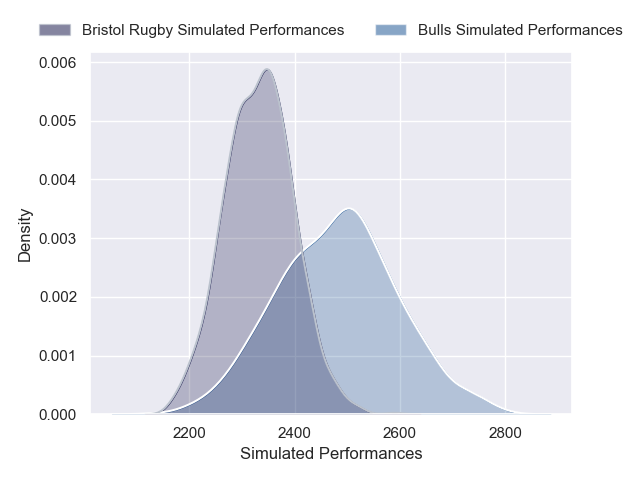 Bristol Rugby Simulated Performances Bulls Simulated Performances
0.006
0.005
0.004
0.003
0.002
0.001
0.000
Density
2200 2400 2600 2800
Simulated Performances